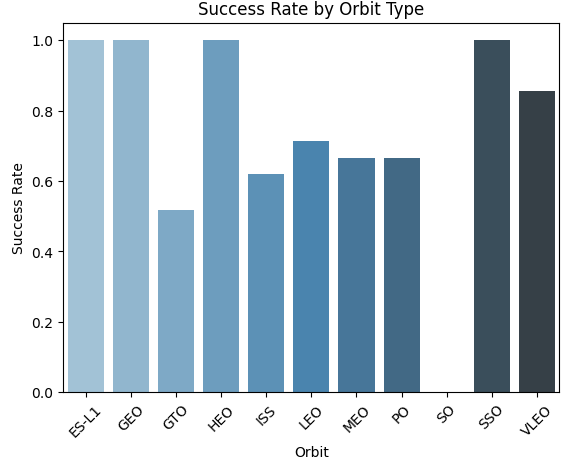 Success Rate by Orbit Type
1.0
0.8
0.6
0.4
0.2
0.0
Success Rate
ES-L1
GEO
GTO
HEO
ISS
LEO
MEO
PO
SO
SSO
VLEO
Orbit